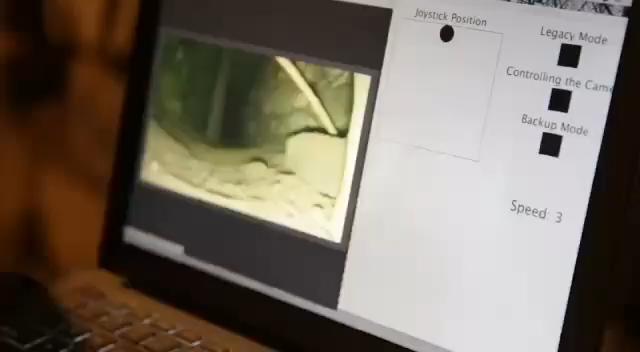 Joystick Position
Legacy Mode
Controlling the Came
Backup Mode
Speed: 3